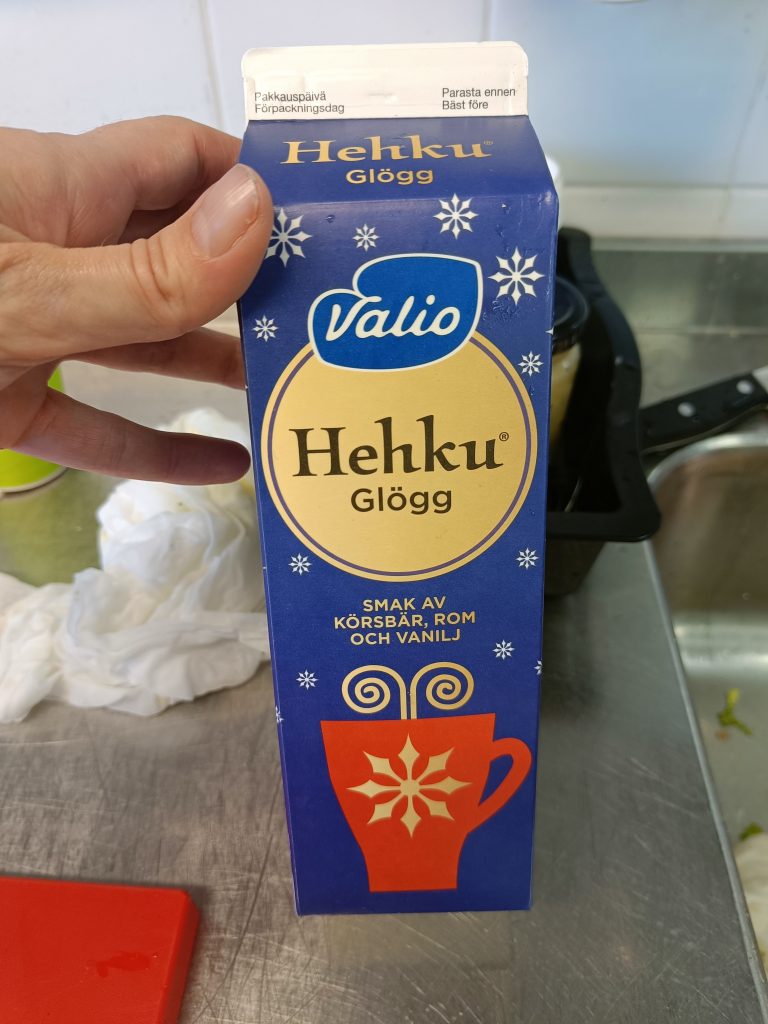 Pakkauspäivä
Förpackningsdag
Parasta ennen
Bäst före
Hehku®
Glögg
Valio
Hehku®
Glögg
SMAK AV
KÖRSBÄR, ROM
OCH VANILJ